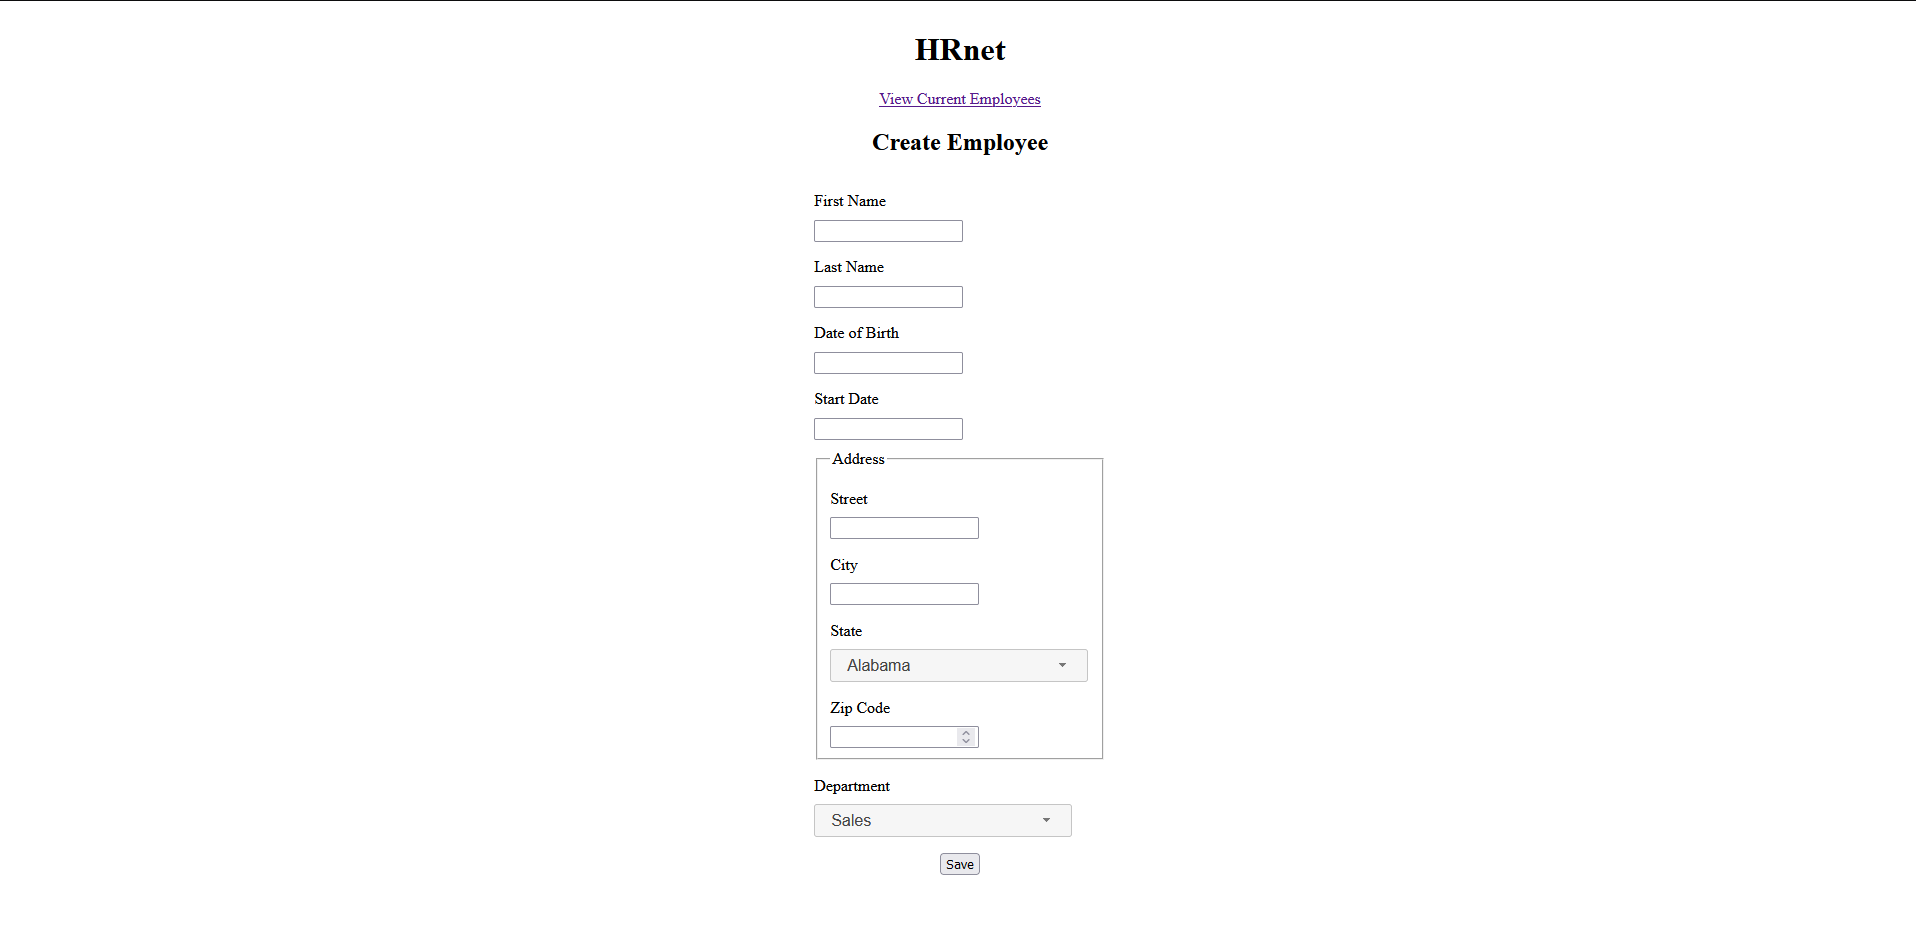 HRnet
View Current Employees
Create Employee
First Name
Last Name
Date of Birth
Start Date
Address
Street
City
State
Alabama
Zip Code
Department
Sales
Save